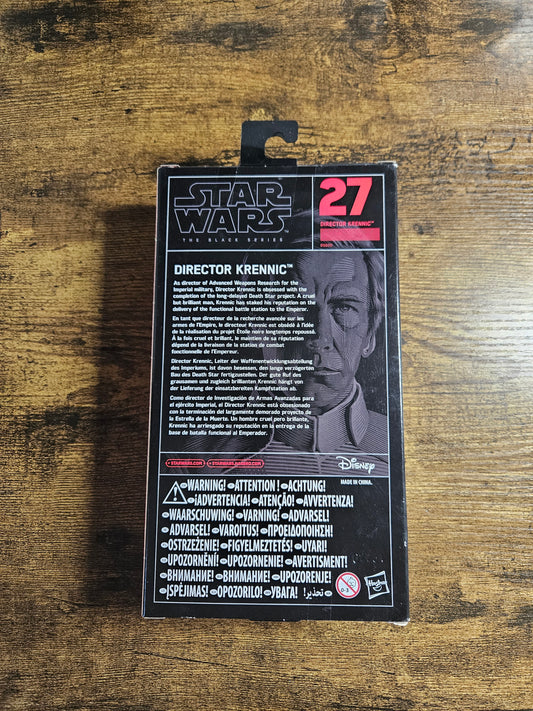 STAR
WARS™
THE BLACK SERIES
27
DIRECTOR KRENNIC™
DIRECTOR KRENNIC™
As director of Advanced Weapons Research for the
Imperial military, Director Krennic is obsessed with the
completion of the long-delayed Death Star project. A cruel
but brilliant man, Krennic has staked his reputation on the
delivery of the functional battle station to the Emperor.
En tant que directeur de la recherche avancée sur les
armes de l'Empire, le directeur Krennic est obsédé à l'idée
de la réalisation du projet Étoile noire longtemps repoussé.
À la fois cruel et brillant, le maintien de sa réputation
dépend de la livraison de la station de combat
fonctionnelle de l'Empereur.
Director Krennic, Leiter der Waffenentwicklungsabteilung
des Imperiums, ist davon besessen, den lange verzögerten
Bau des Death Star fertigzustellen. Der gute Ruf des
grausamen und zugleich brillanten Krennic hängt von
der Lieferung der einsatzbereiten Kampfstation ab.
Como director de Investigación de Armas Avanzadas para
el ejército Imperial, el Director Krennic está obsesionado
con la terminación del largamente demorado proyecto de
la Estrella de la Muerte. Un hombre cruel pero brillante,
Krennic ha arriesgado su reputación en la entrega de la
base de batalla funcional al Emperador.
• STARWARS.COM • STARWARS.HASBRO.COM
Disney
MADE IN CHINA.
WARNING! ATTENTION! ACHTUNG!
¡ADVERTENCIA! ATENÇÃO! AVVERTENZA!
WAARSCHUWING! VARNING! ADVARSEL!
ADVARSEL! VAROITUS! ΠΡΟΕΙΔΟΠΟΙΗΣΗ!
OSTRZEŻENIE! FIGYELMEZTETÉS! UYARI!
UPOZORNĚNÍ! UPOZORNENIE! AVERTISMENT!
ВНИМАНИЕ! ВНИМАНИЕ! UPOZORENJE!
ĮSPĖJIMAS! OPOZORILO! УВАГА! تحذير!
0-3
Hasbro